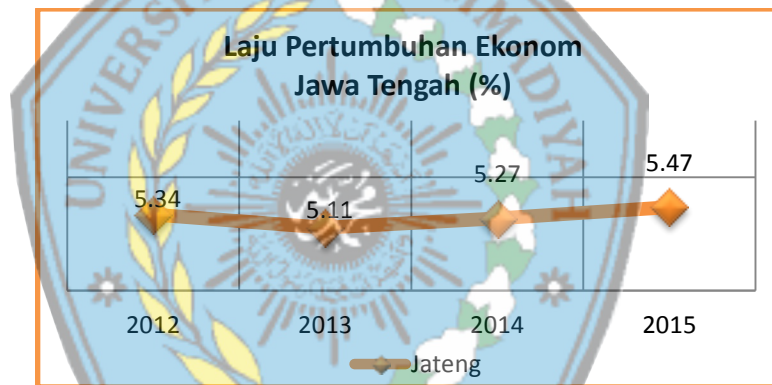 Laju Pertumbuhan Ekonom
Jawa Tengah (%)
5.34
5.11
5.27
5.47
2012
2013
2014
2015
Jateng